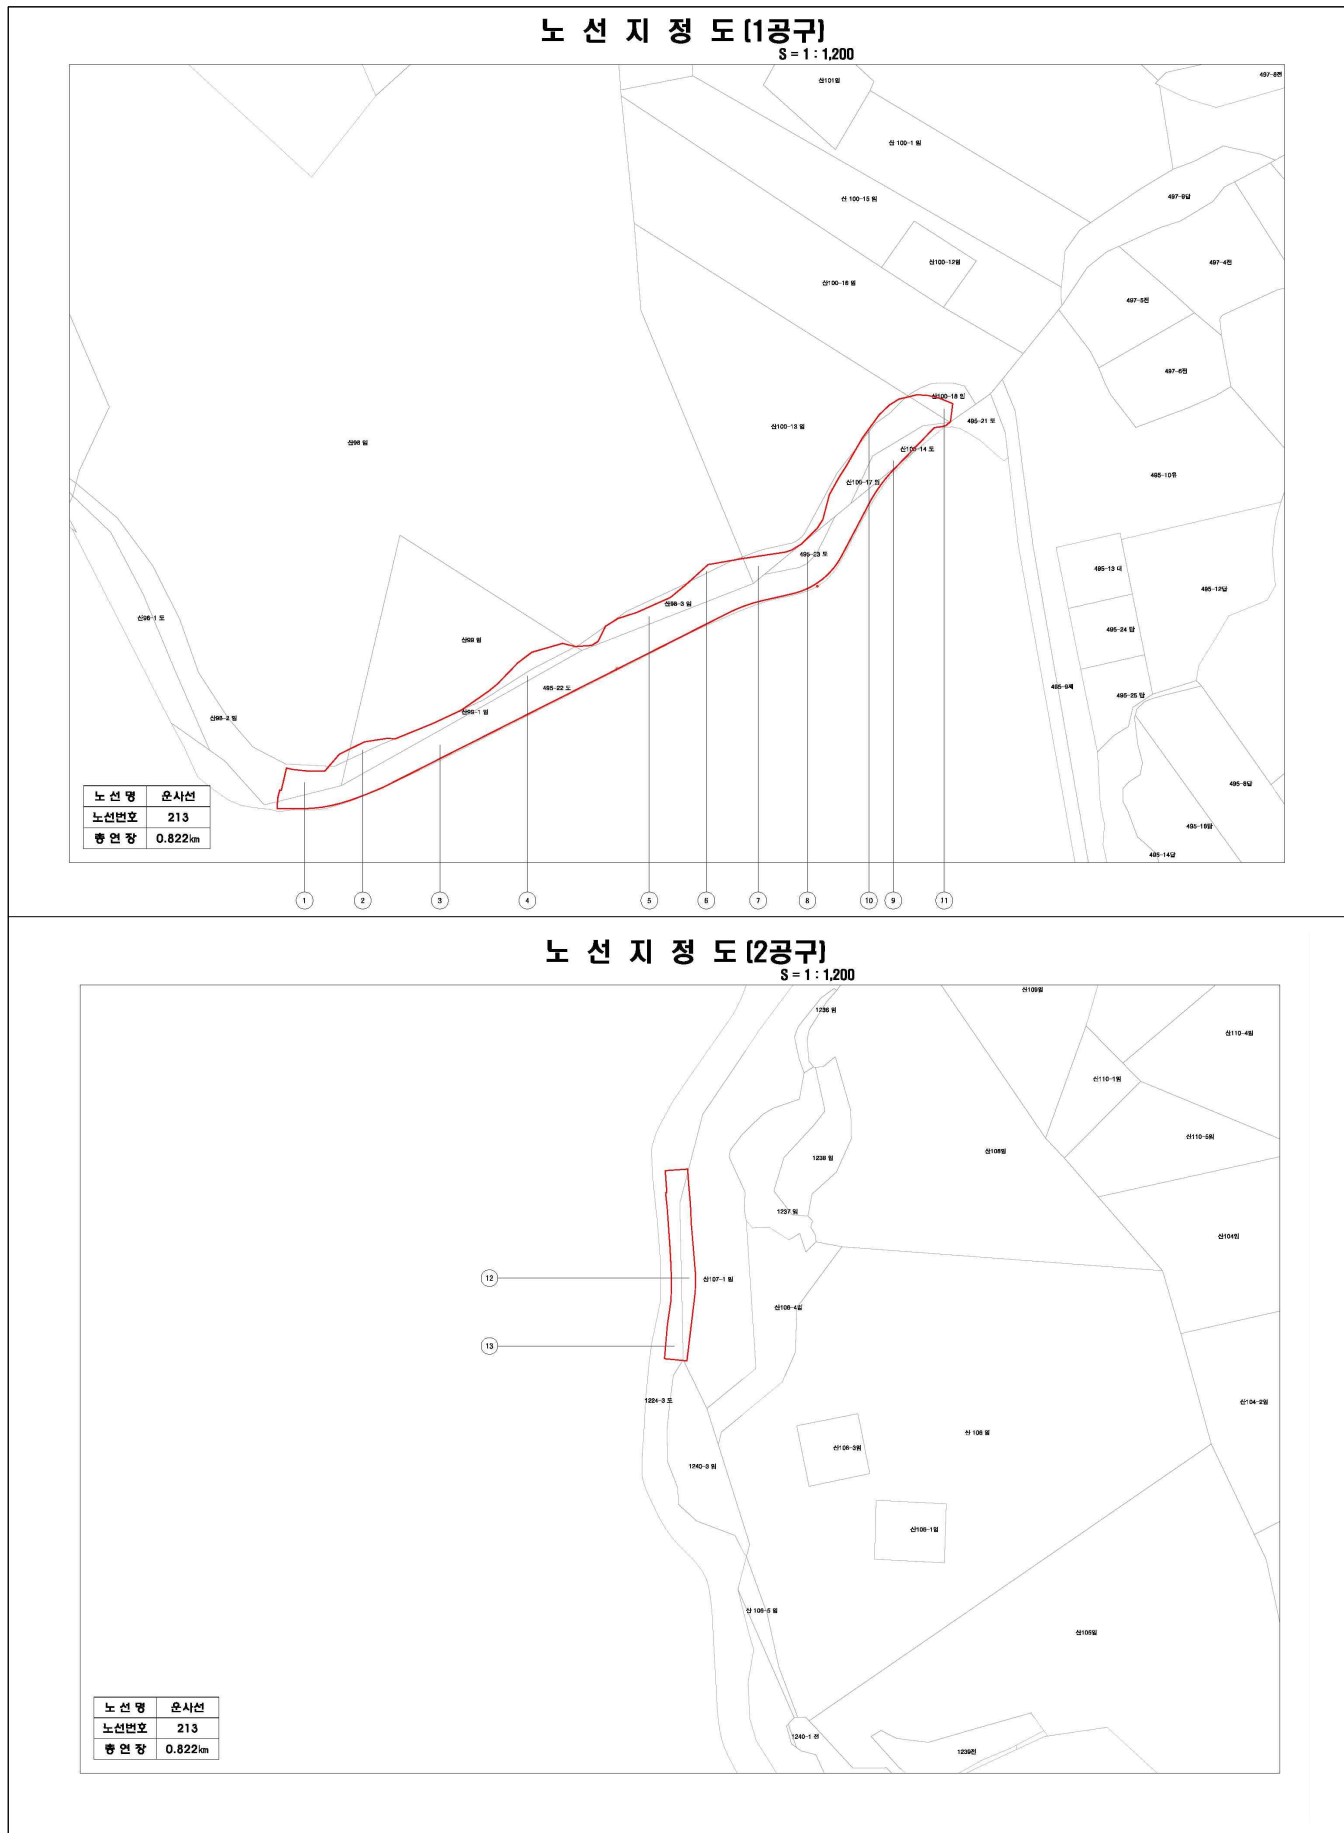 노 선 지 정 도 (1공구)
S = 1 : 1,200
산101임
497-8전
산 100-1 임
497-9답
산 100-15 임
산100-12임
497-4전
산100-16 임
497-5전
497-6전
산100-18 임
495-21 도
산100-13 임
산98 임
산100-14 도
495-10유
산100-17 임
495-23 도
495-13 대
495-12답
산98-3 임
산98-1 도
495-24 답
산99 임
495-22 도
495-9제
495-25 답
산99-1 임
산98-2 임
495-8답
495-16답
495-14답
노 선 명 운사선
노선번호 213
총 연 장 0.822km
1 2 3 4 5 6 7 8 10 9 11
노 선 지 정 도 (2공구)
S = 1 : 1,200
산109임
1236 임
산110-4임
산110-1임
산110-5임
산108임
1238 임
1237 임
산104임
12
산107-1 임
산106-4임
13
1224-3 도
산104-2임
산 106 임
산106-3임
1240-3 임
산106-1임
산 106-5 임
산105임
1240-1 전
1239전
노 선 명 운사선
노선번호 213
총 연 장 0.822km